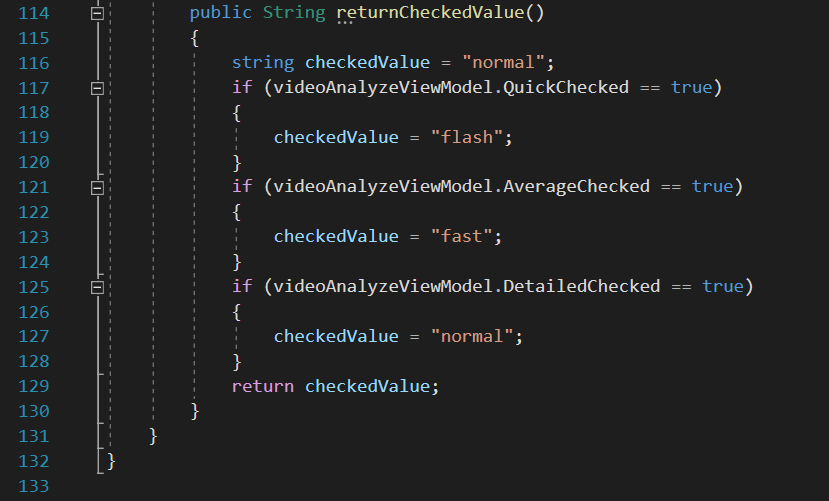 114 public String returnCheckedValue()
115 {
116 string checkedValue = "normal";
117 if (videoAnalyzeViewModel.QuickChecked == true)
118 {
119 checkedValue = "flash";
120 }
121 if (videoAnalyzeViewModel.AverageChecked == true)
122 {
123 checkedValue = "fast";
124 }
125 if (videoAnalyzeViewModel.DetailedChecked == true)
126 {
127 checkedValue = "normal";
128 }
129 return checkedValue;
130 }
131 }
132 }
133